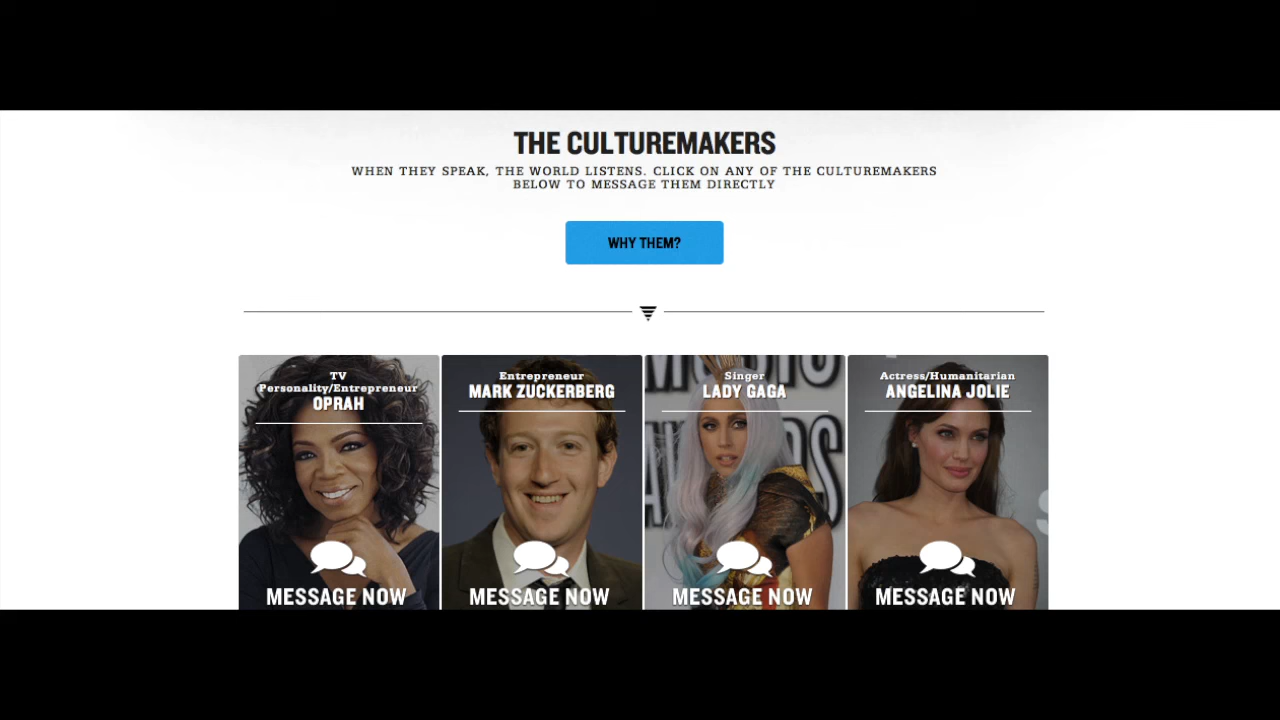 THE CULTUREMAKERS
WHEN THEY SPEAK, THE WORLD LISTENS. CLICK ON ANY OF THE CULTUREMAKERS
BELOW TO MESSAGE THEM DIRECTLY
WHY THEM?
TV
Personality/Entrepreneur
OPRAH
MESSAGE NOW
Entrepreneur
MARK ZUCKERBERG
MESSAGE NOW
Singer
LADY GAGA
MESSAGE NOW
Actress/Humanitarian
ANGELINA JOLIE
MESSAGE NOW